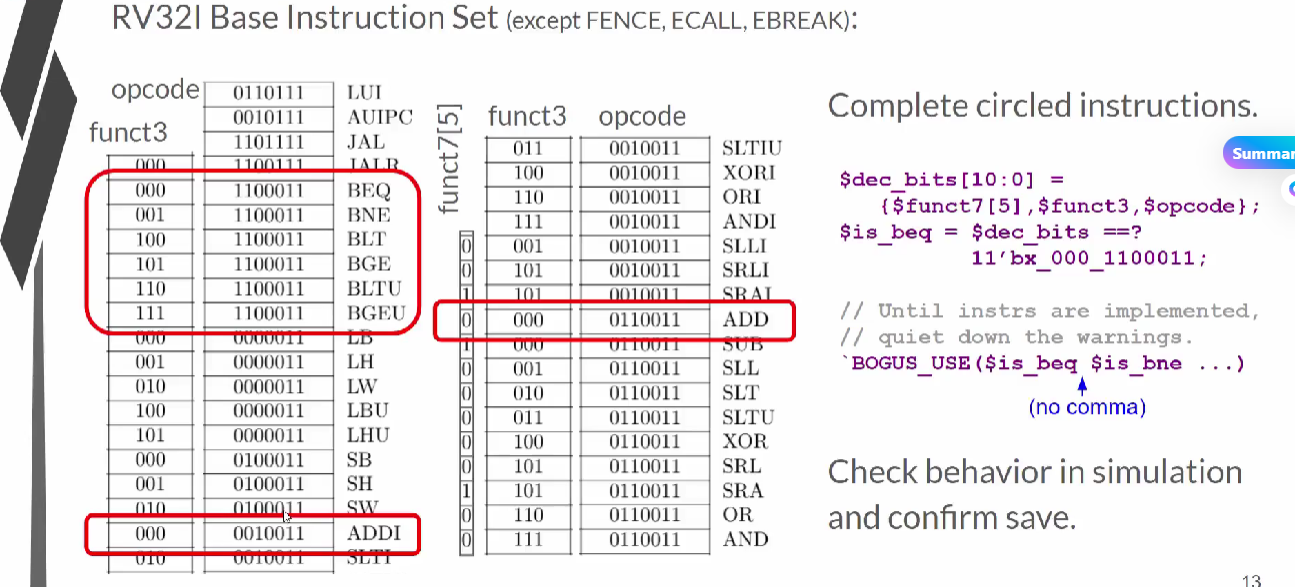 RV32I Base Instruction Set (except FENCE, ECALL, EBREAK):
opcode
funct3
0110111 LUI
0010111 AUIPC
1101111 JAL
000 1100111 JALR
000 1100011 BEQ
001 1100011 BNE
100 1100011 BLT
101 1100011 BGE
110 1100011 BLTU
111 1100011 BGEU
000 0000011 LB
001 0000011 LH
010 0000011 LW
100 0000011 LBU
101 0000011 LHU
000 0100011 SB
001 0100011 SH
010 0100011 SW
000 0010011 ADDI
010 0010011 SLTI
funct7[5]
funct3 opcode
011 0010011 SLTIU
100 0010011 XORI
110 0010011 ORI
111 0010011 ANDI
0 001 0010011 SLLI
0 101 0010011 SRLI
1 101 0010011 SRAI
0 000 0110011 ADD
1 000 0110011 SUB
0 001 0110011 SLL
0 010 0110011 SLT
0 011 0110011 SLTU
0 100 0110011 XOR
0 101 0110011 SRL
1 101 0110011 SRA
0 110 0110011 OR
0 111 0110011 AND
Complete circled instructions.
Summar
$dec_bits[10:0] =
{$funct7[5],$funct3,$opcode};
$is_beq = $dec_bits ==?
11'bx_000_1100011;
// Until instrs are implemented,
// quiet down the warnings.
`BOGUS_USE($is_beq $is_bne ...)
(no comma)
Check behavior in simulation
and confirm save.
13